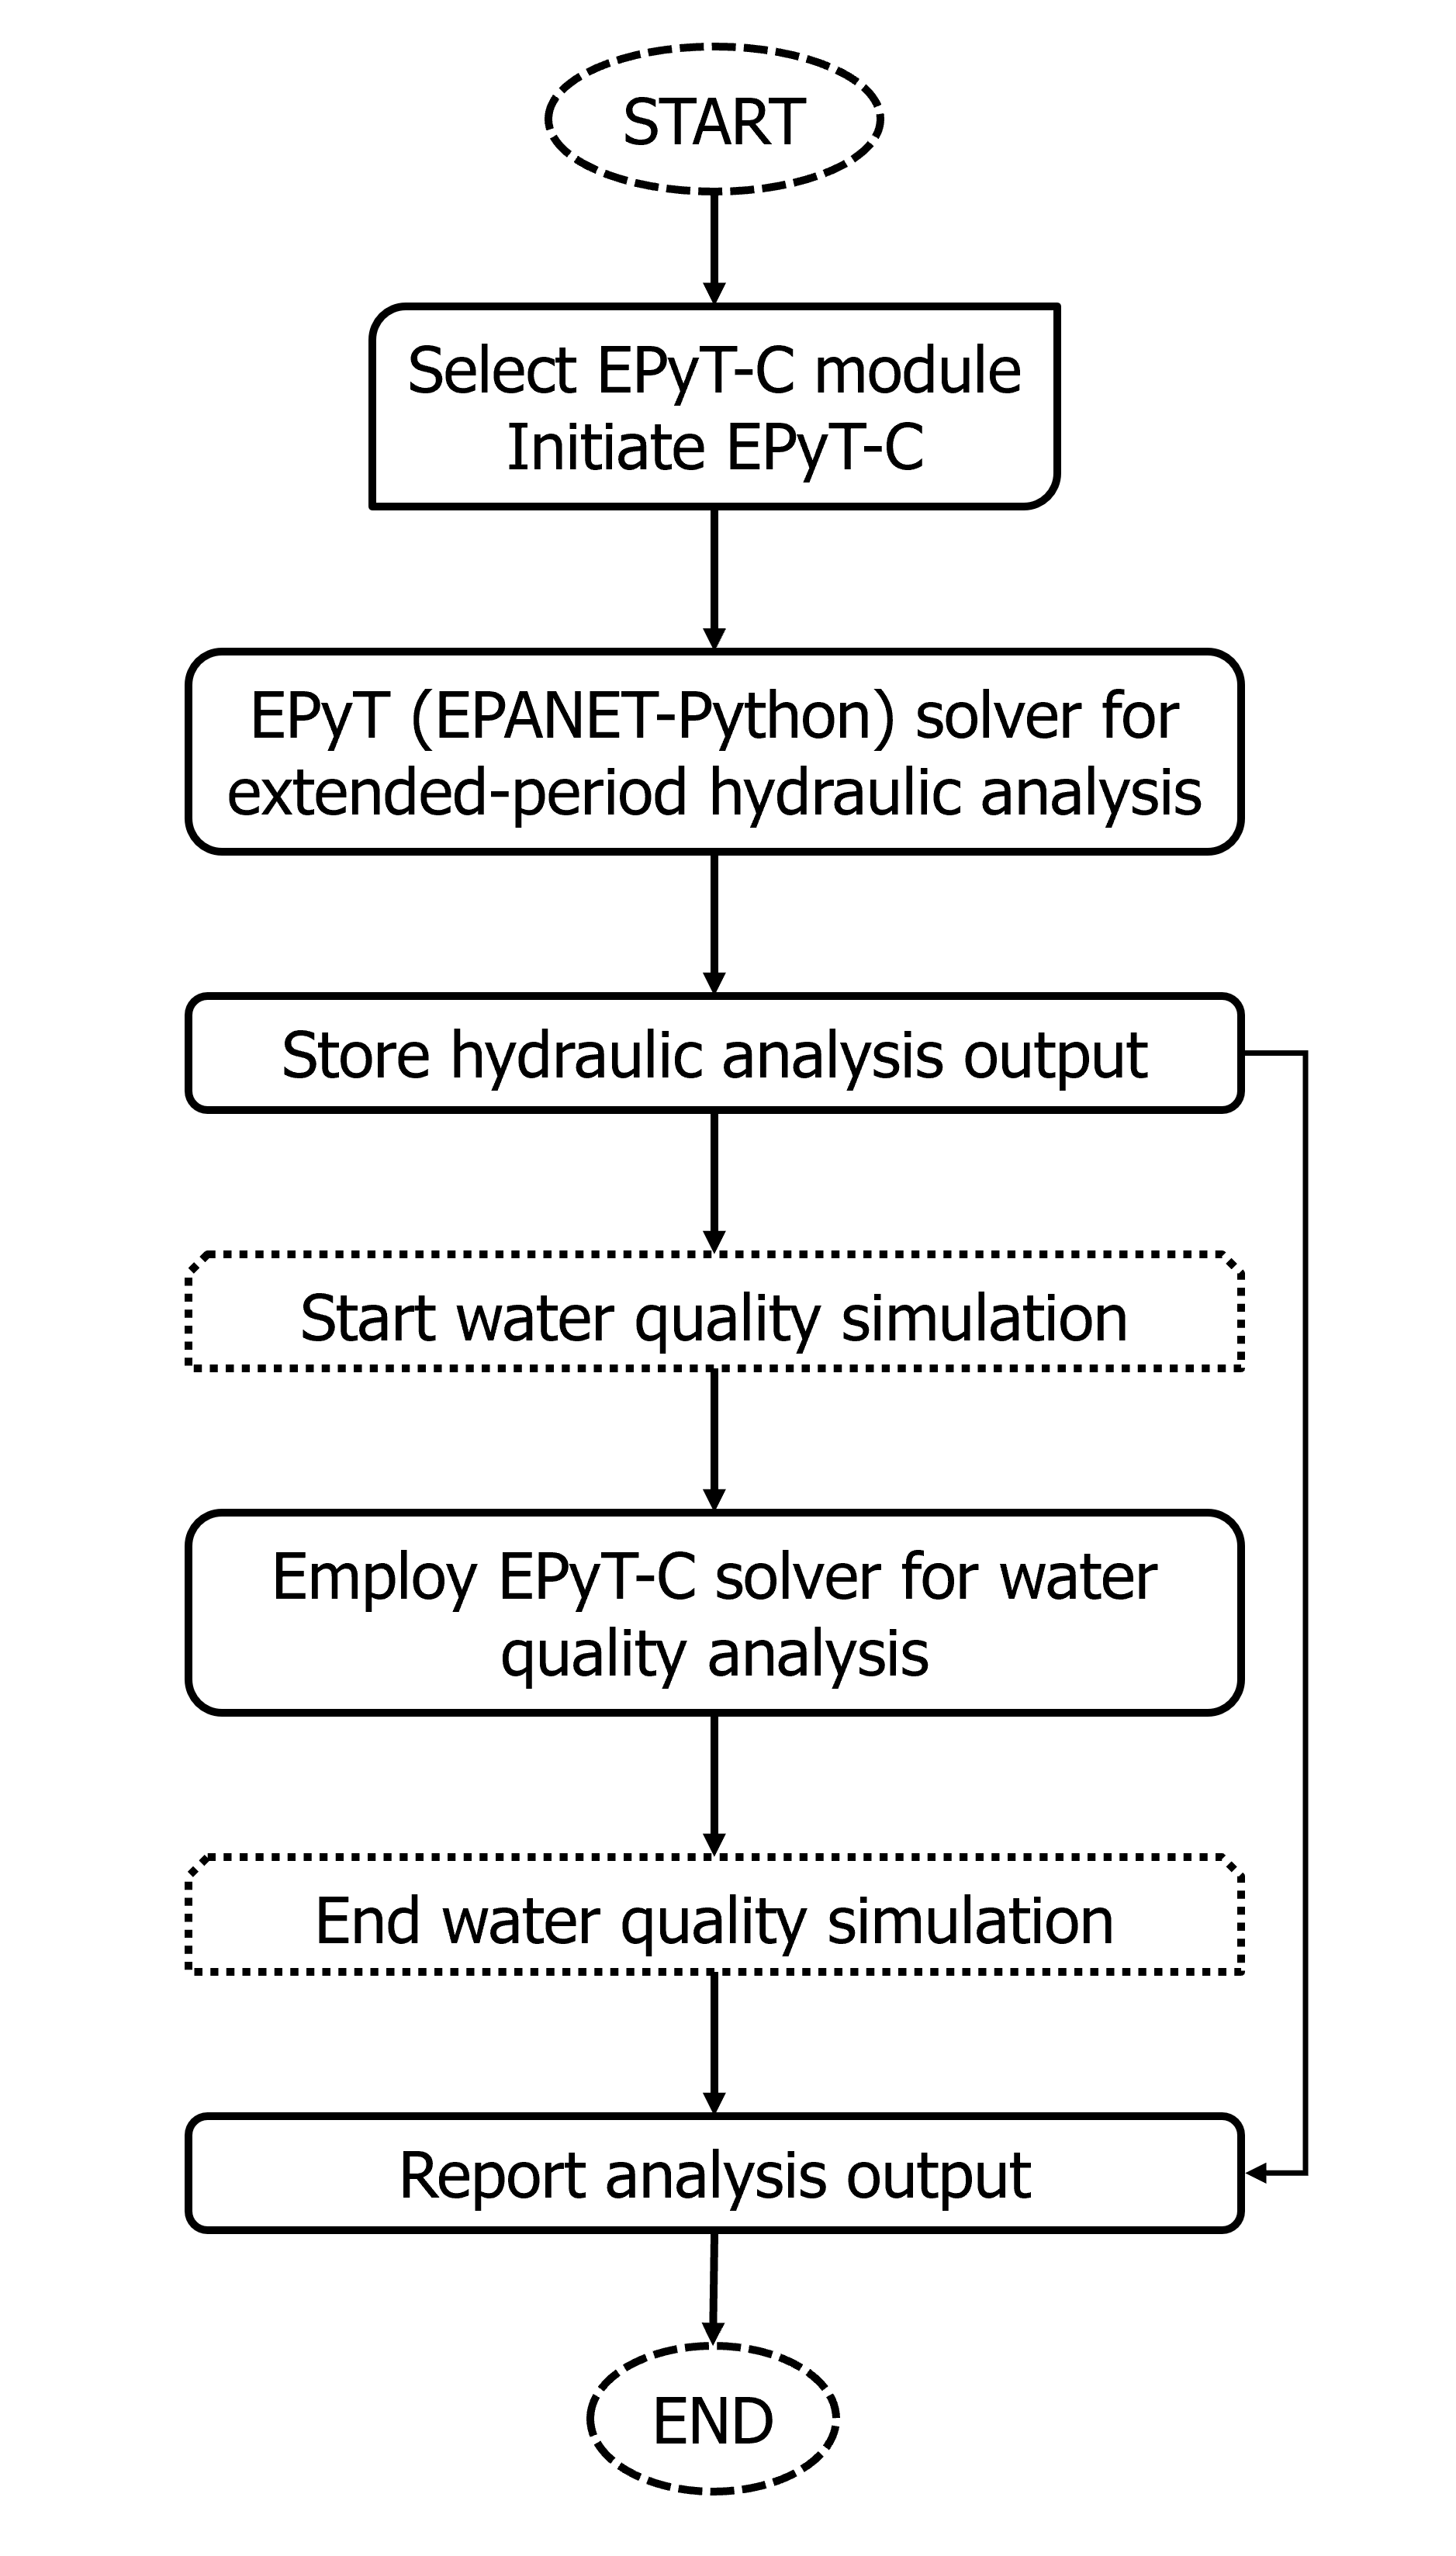 START
Select EPyT-C module
Initiate EPyT-C
EPyT (EPANET-Python) solver for
extended-period hydraulic analysis
Store hydraulic analysis output
Start water quality simulation
Employ EPyT-C solver for water
quality analysis
End water quality simulation
Report analysis output
END